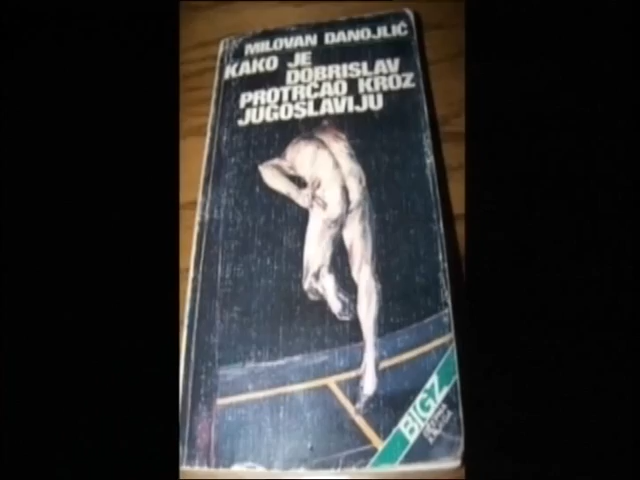 MILOVAN DANOJLIĆ
KAKO JE
DOBRISLAV
PROTRČAO KROZ
JUGOSLAVIJU
BIGZ